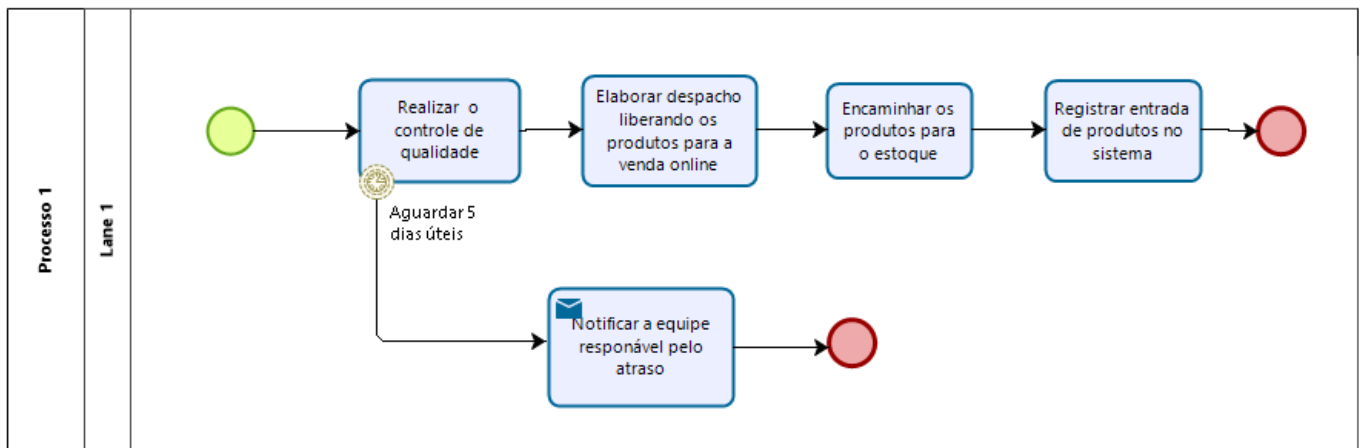 Processo 1
Lane 1
Realizar o
controle de
qualidade
Elaborar despacho
liberando os
produtos para a
venda online
Encaminhar os
produtos para
o estoque
Registrar entrada
de produtos no
sistema
Aguardar 5
dias úteis
Notificar a equipe
responável pelo
atraso